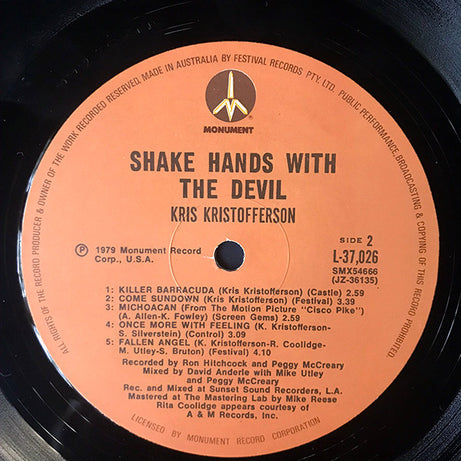 ALL RIGHTS OF THE RECORD PRODUCER & OWNER OF THE WORK RECORDED RESERVED. MADE IN AUSTRALIA BY FESTIVAL RECORDS PTY. LTD. PUBLIC PERFORMANCE, BROADCASTING & COPYING OF THIS RECORD PROHIBITED.
MONUMENT
SHAKE HANDS WITH
THE DEVIL
KRIS KRISTOFFERSON
℗ 1979 Monument Record
Corp., U.S.A.
SIDE 2
L-37,026
SMX54666
(JZ-36135)
1: KILLER BARRACUDA (Kris Kristofferson) (Castle) 2.59
2: COME SUNDOWN (Kris Kristofferson) (Festival) 3.39
3: MICHOACAN (From The Motion Picture "Cisco Pike")
(A. Allen-K. Fowley) (Screen Gems) 2.59
4: ONCE MORE WITH FEELING (K. Kristofferson-
S. Silverstein) (Control) 3.09
5: FALLEN ANGEL (K. Kristofferson-R. Coolidge-
M. Utley-S. Bruton) (Festival) 4.10
Recorded by Ron Hitchcock and Peggy McCreary
Mixed by David Anderle with Mike Utley
and Peggy McCreary
Rec. and Mixed at Sunset Sound Recorders, L.A.
Mastered at The Mastering Lab by Mike Reese
Rita Coolidge appears courtesy of
A & M Records, Inc.
LICENSED BY MONUMENT RECORD CORPORATION